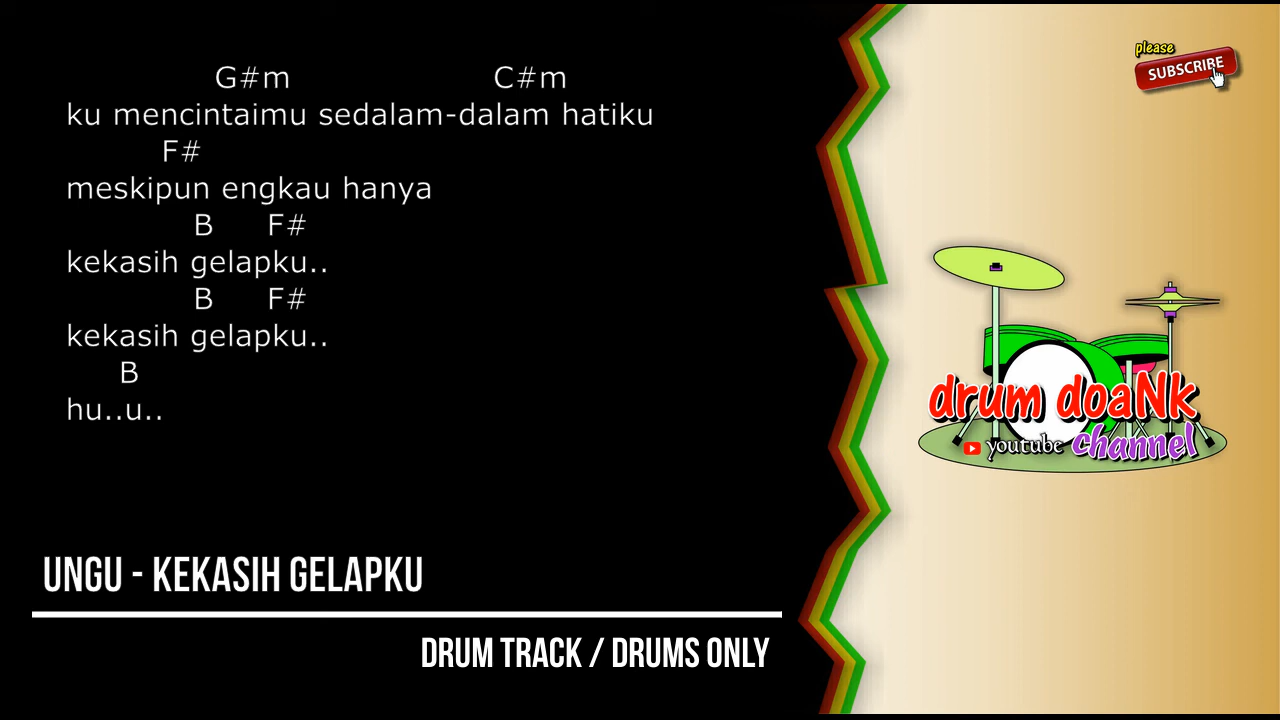 G#m C#m
ku mencintaimu sedalam-dalam hatiku
F#
meskipun engkau hanya
B F#
kekasih gelapku..
B F#
kekasih gelapku..
B
hu..u..
UNGU - KEKASIH GELAPKU
DRUM TRACK / DRUMS ONLY
please
SUBSCRIBE
drum doaNk
youtube channel